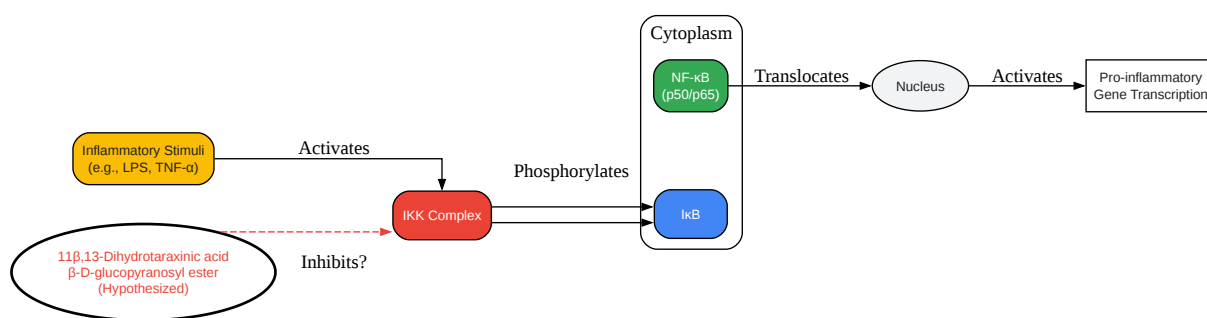 Cytoplasm
NF-κB
(p50/p65)
Translocates
Nucleus
Activates
Pro-inflammatory
Gene Transcription
Inflammatory Stimuli
(e.g., LPS, TNF-α)
Activates
Phosphorylates
IKK Complex
IκB
11β,13-Dihydrotaraxinic acid
β-D-glucopyranosyl ester
(Hypothesized)
Inhibits?